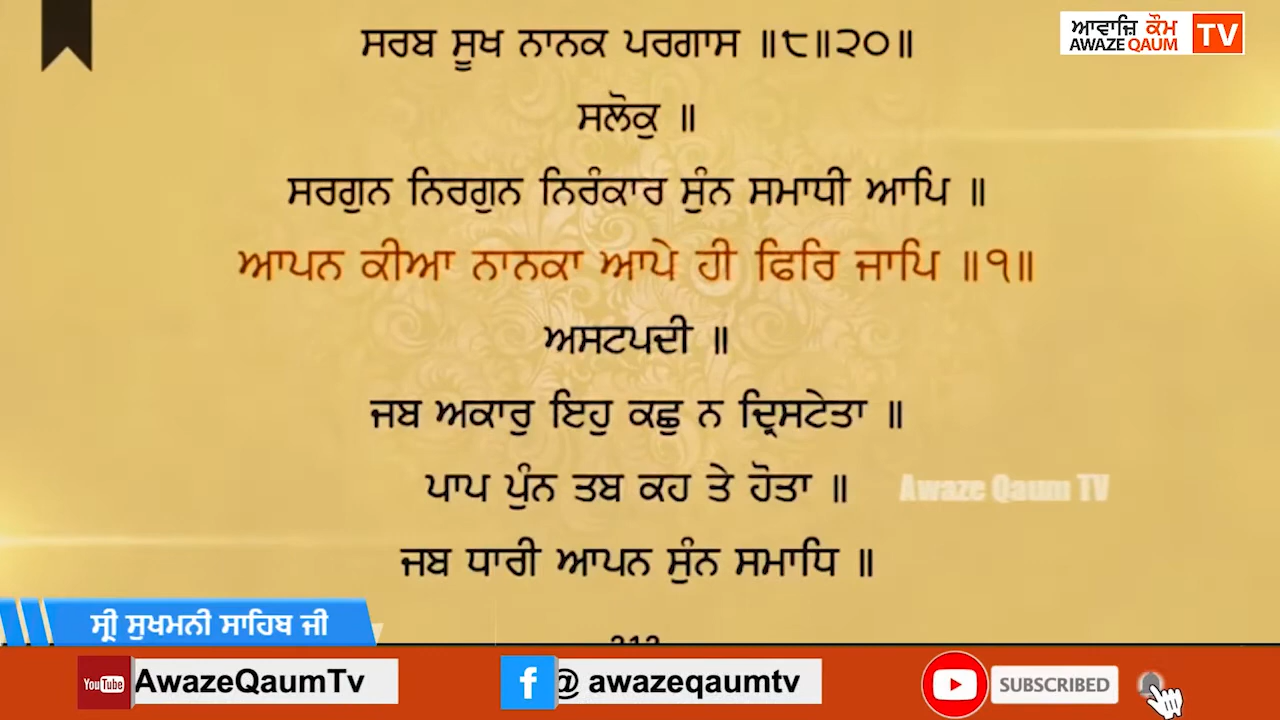 ਆਵਾਜ਼ਿ ਕੌਮ
AWAZE QAUM
TV
ਸਰਬ ਸੂਖ ਨਾਨਕ ਪਰਗਾਸ ॥੮॥੨੦॥
ਸਲੋਕੁ ॥
ਸਰਗੁਨ ਨਿਰਗੁਨ ਨਿਰੰਕਾਰ ਸੁੰਨ ਸਮਾਧੀ ਆਪਿ ॥
ਆਪਨ ਕੀਆ ਨਾਨਕਾ ਆਪੇ ਹੀ ਫਿਰਿ ਜਾਪਿ ॥੧॥
ਅਸਟਪਦੀ ॥
ਜਬ ਅਕਾਰੁ ਇਹੁ ਕਛੁ ਨ ਦ੍ਰਿਸਟੇਤਾ ॥
ਪਾਪ ਪੁੰਨ ਤਬ ਕਹ ਤੇ ਹੋਤਾ ॥
Awaze Qaum TV
ਜਬ ਧਾਰੀ ਆਪਨ ਸੁੰਨ ਸਮਾਧਿ ॥
ਸ੍ਰੀ ਸੁਖਮਨੀ ਸਾਹਿਬ ਜੀ
YouTube AwazeQaumTv
f @ awazeqaumtv
SUBSCRIBED